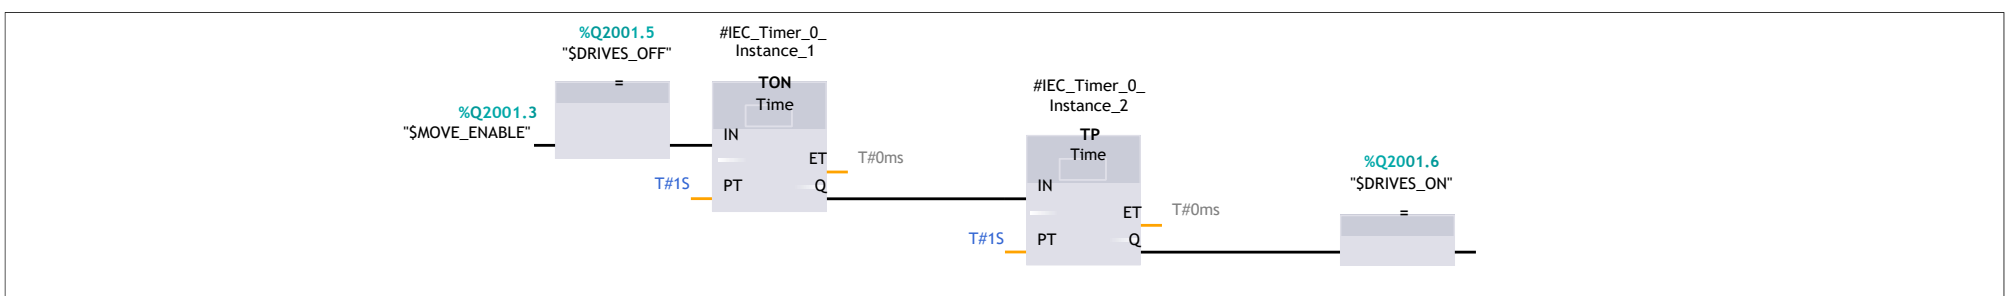 %Q2001.5
"$DRIVES_OFF"
=
%Q2001.3
"$MOVE_ENABLE"
#IEC_Timer_0_
Instance_1
TON
Time
IN
ET
T#0ms
T#1S
PT
Q
#IEC_Timer_0_
Instance_2
TP
Time
IN
ET
T#0ms
T#1S
PT
Q
%Q2001.6
"$DRIVES_ON"
=